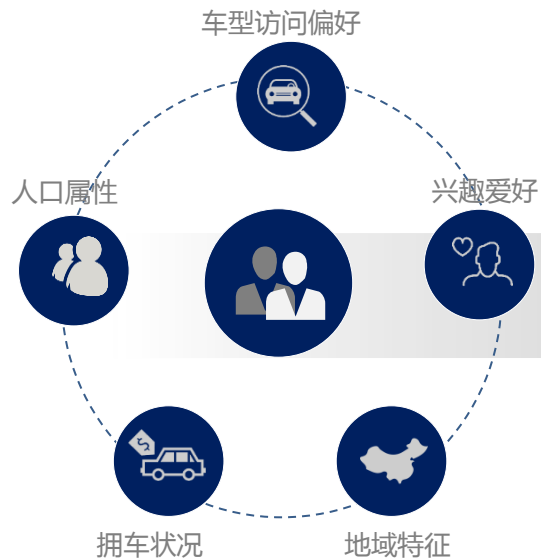 车型访问偏好
人口属性
兴趣爱好
拥车状况
地域特征